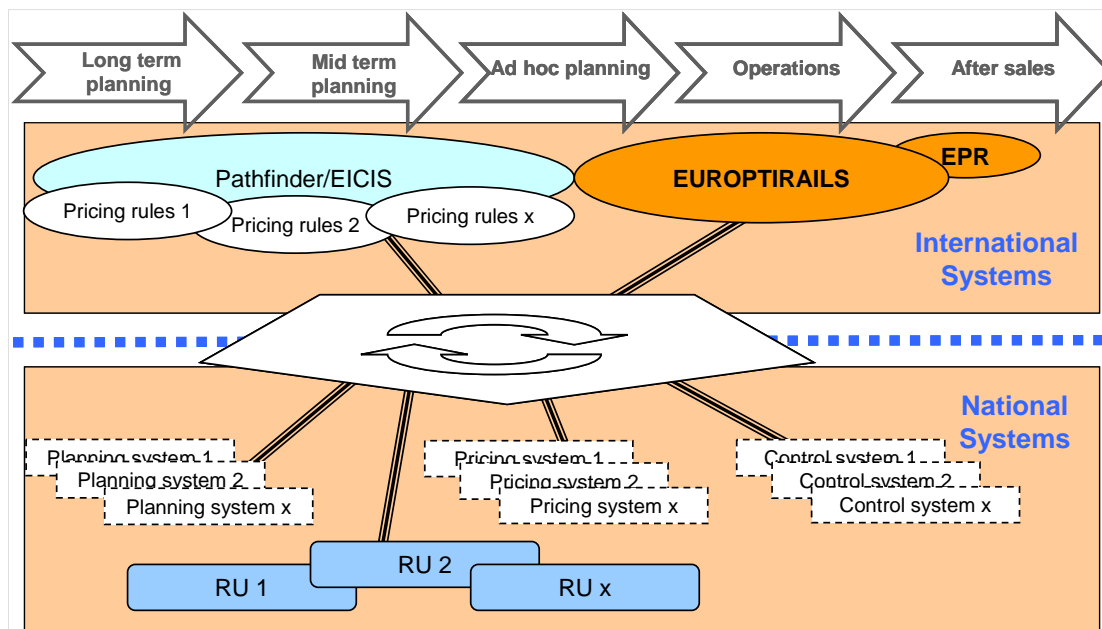 Long term
planning
Mid term
planning
Ad hoc planning
Operations
After sales
Pathfinder/EICIS
Pricing rules 1
Pricing rules 2
Pricing rules x
EUROPTIRAILS
EPR
International
Systems
National
Systems
Planning system 1
Planning system 2
Planning system x
Pricing system 1
Pricing system 2
Pricing system x
Control system 1
Control system 2
Control system x
RU 1
RU 2
RU x